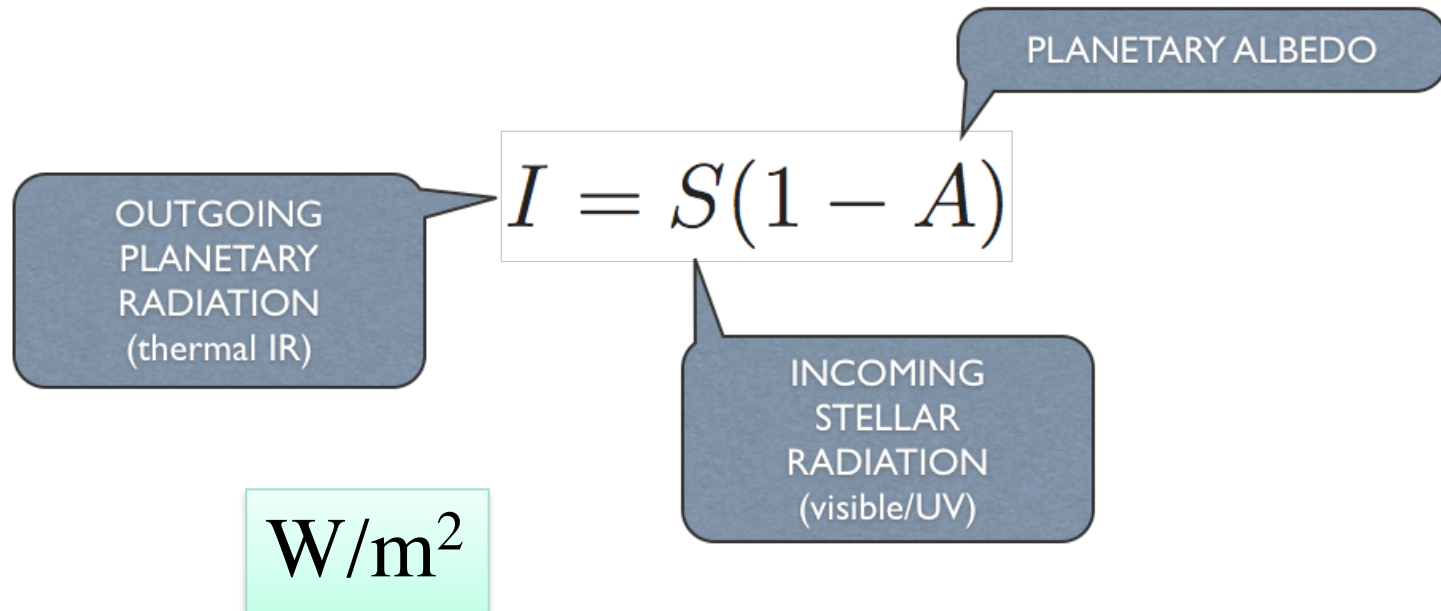 PLANETARY ALBEDO
I = S(1 − A)
OUTGOING
PLANETARY
RADIATION
(thermal IR)
INCOMING
STELLAR
RADIATION
(visible/UV)
W/m²